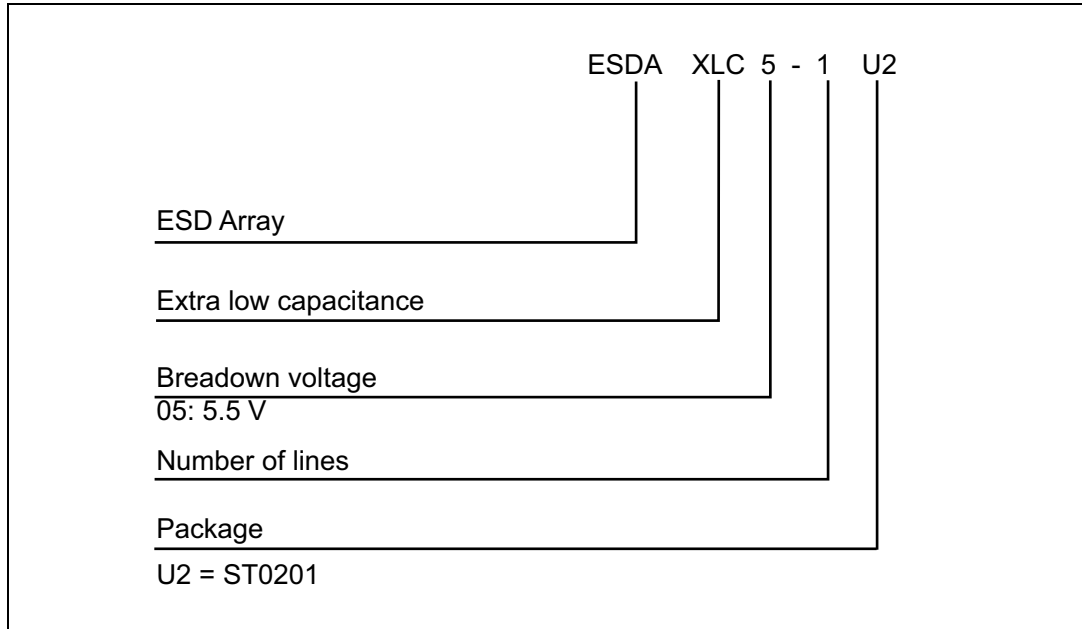 ESDA XLC 5 - 1 U2
ESD Array
Extra low capacitance
Breadown voltage
05: 5.5 V
Number of lines
Package
U2 = ST0201